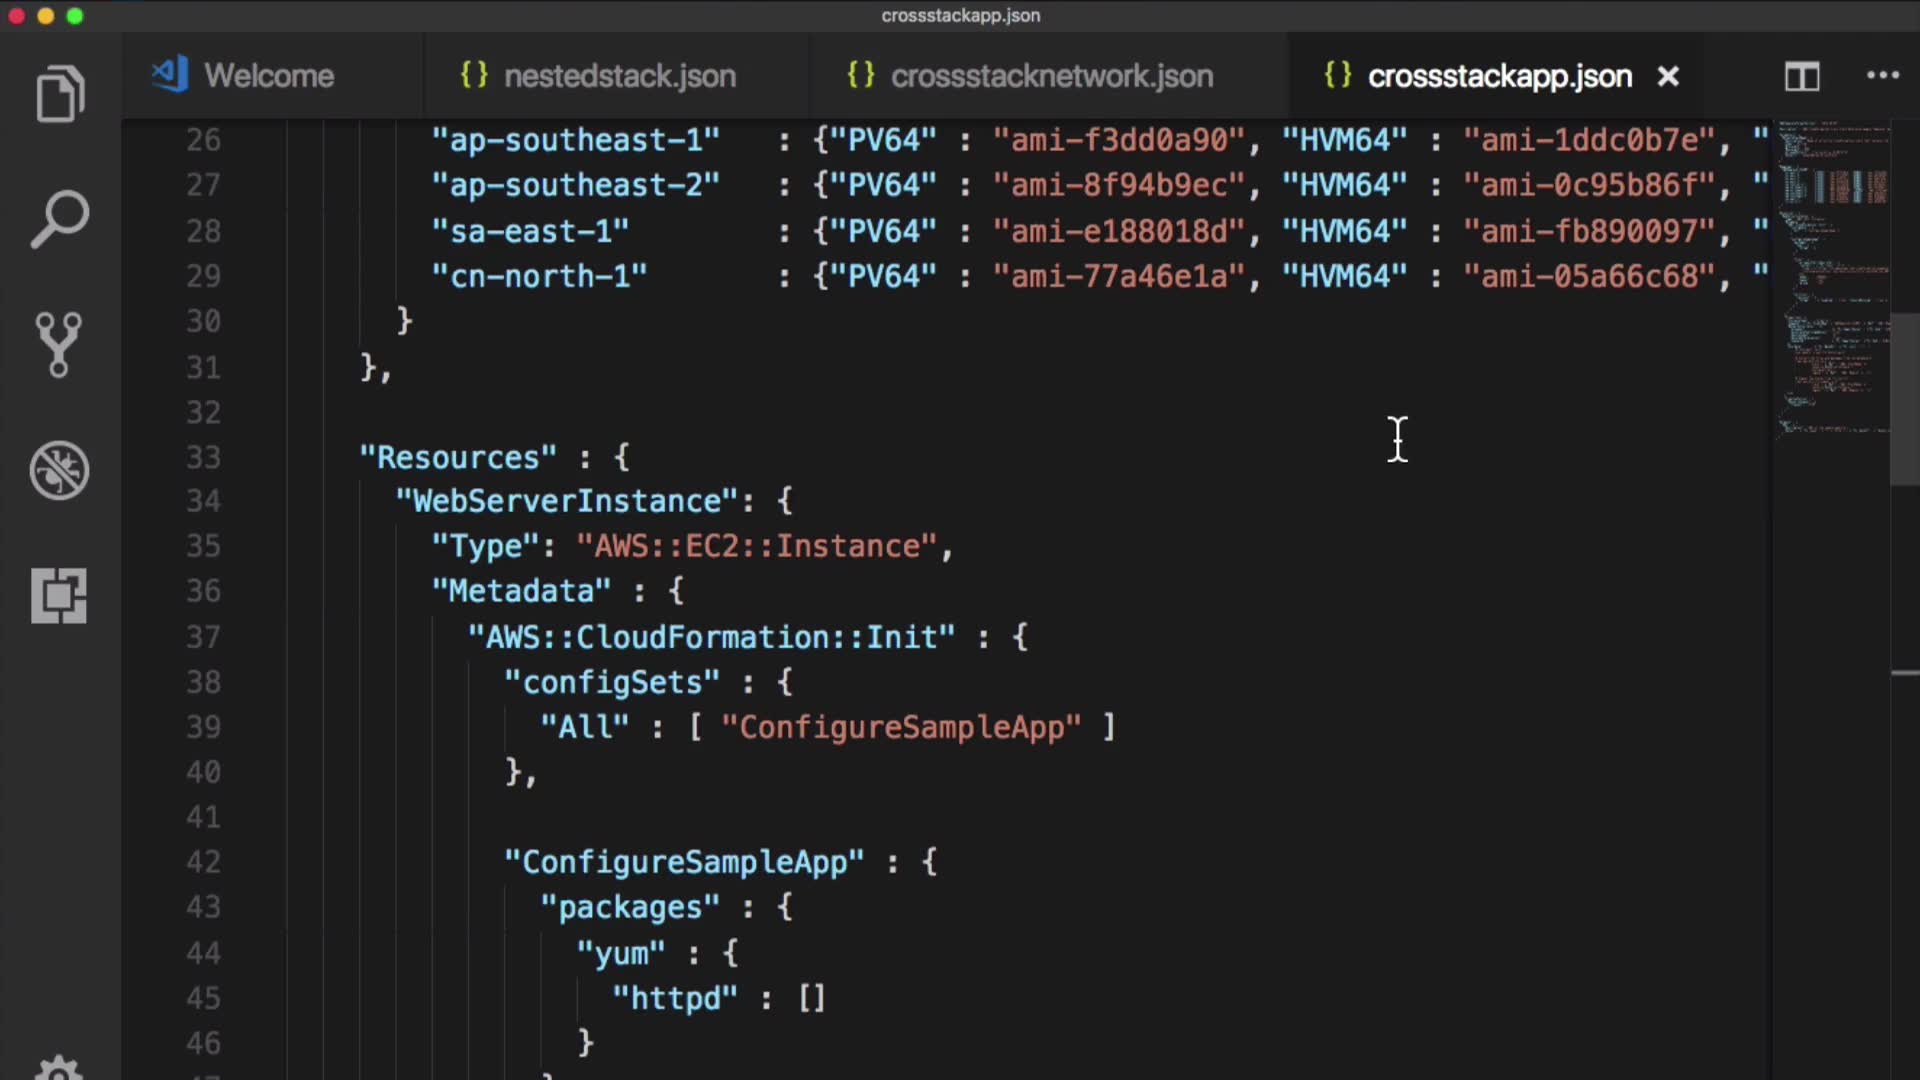 crossstackapp.json
Welcome
{} nestedstack.json
{} crossstacknetwork.json
{} crossstackapp.json
26 "ap-southeast-1" : {"PV64" : "ami-f3dd0a90", "HVM64" : "ami-1ddc0b7e", "
27 "ap-southeast-2" : {"PV64" : "ami-8f94b9ec", "HVM64" : "ami-0c95b86f", "
28 "sa-east-1" : {"PV64" : "ami-e188018d", "HVM64" : "ami-fb890097", "
29 "cn-north-1" : {"PV64" : "ami-77a46e1a", "HVM64" : "ami-05a66c68", "
30 }
31 },
32
33 "Resources" : {
34 "WebServerInstance": {
35 "Type": "AWS::EC2::Instance",
36 "Metadata" : {
37 "AWS::CloudFormation::Init" : {
38 "configSets" : {
39 "All" : [ "ConfigureSampleApp" ]
40 },
41
42 "ConfigureSampleApp" : {
43 "packages" : {
44 "yum" : {
45 "httpd" : []
46 }